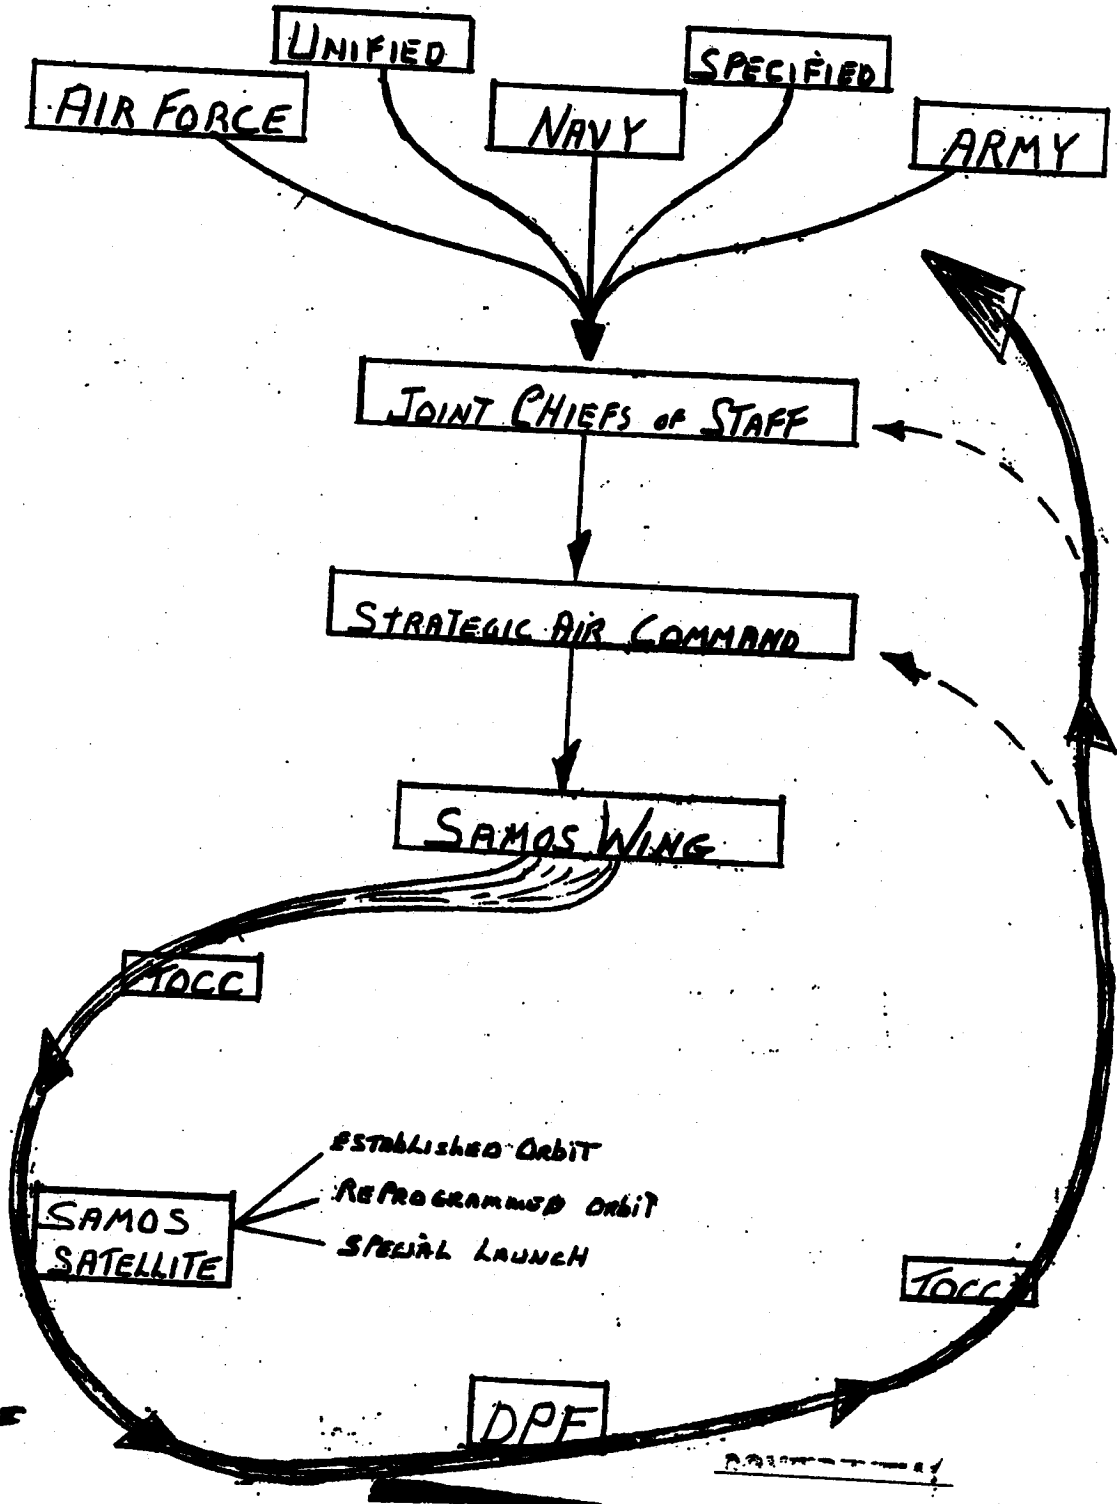 UNIFIED
SPECIFIED
AIR FORCE
NAVY
ARMY
JOINT CHIEFS OF STAFF
STRATEGIC AIR COMMAND
SAMOS WING
TOCC
ESTABLISHED ORBIT
REPROGRAMMED ORBIT
SPECIAL LAUNCH
SAMOS
SATELLITE
TOCC
DPF